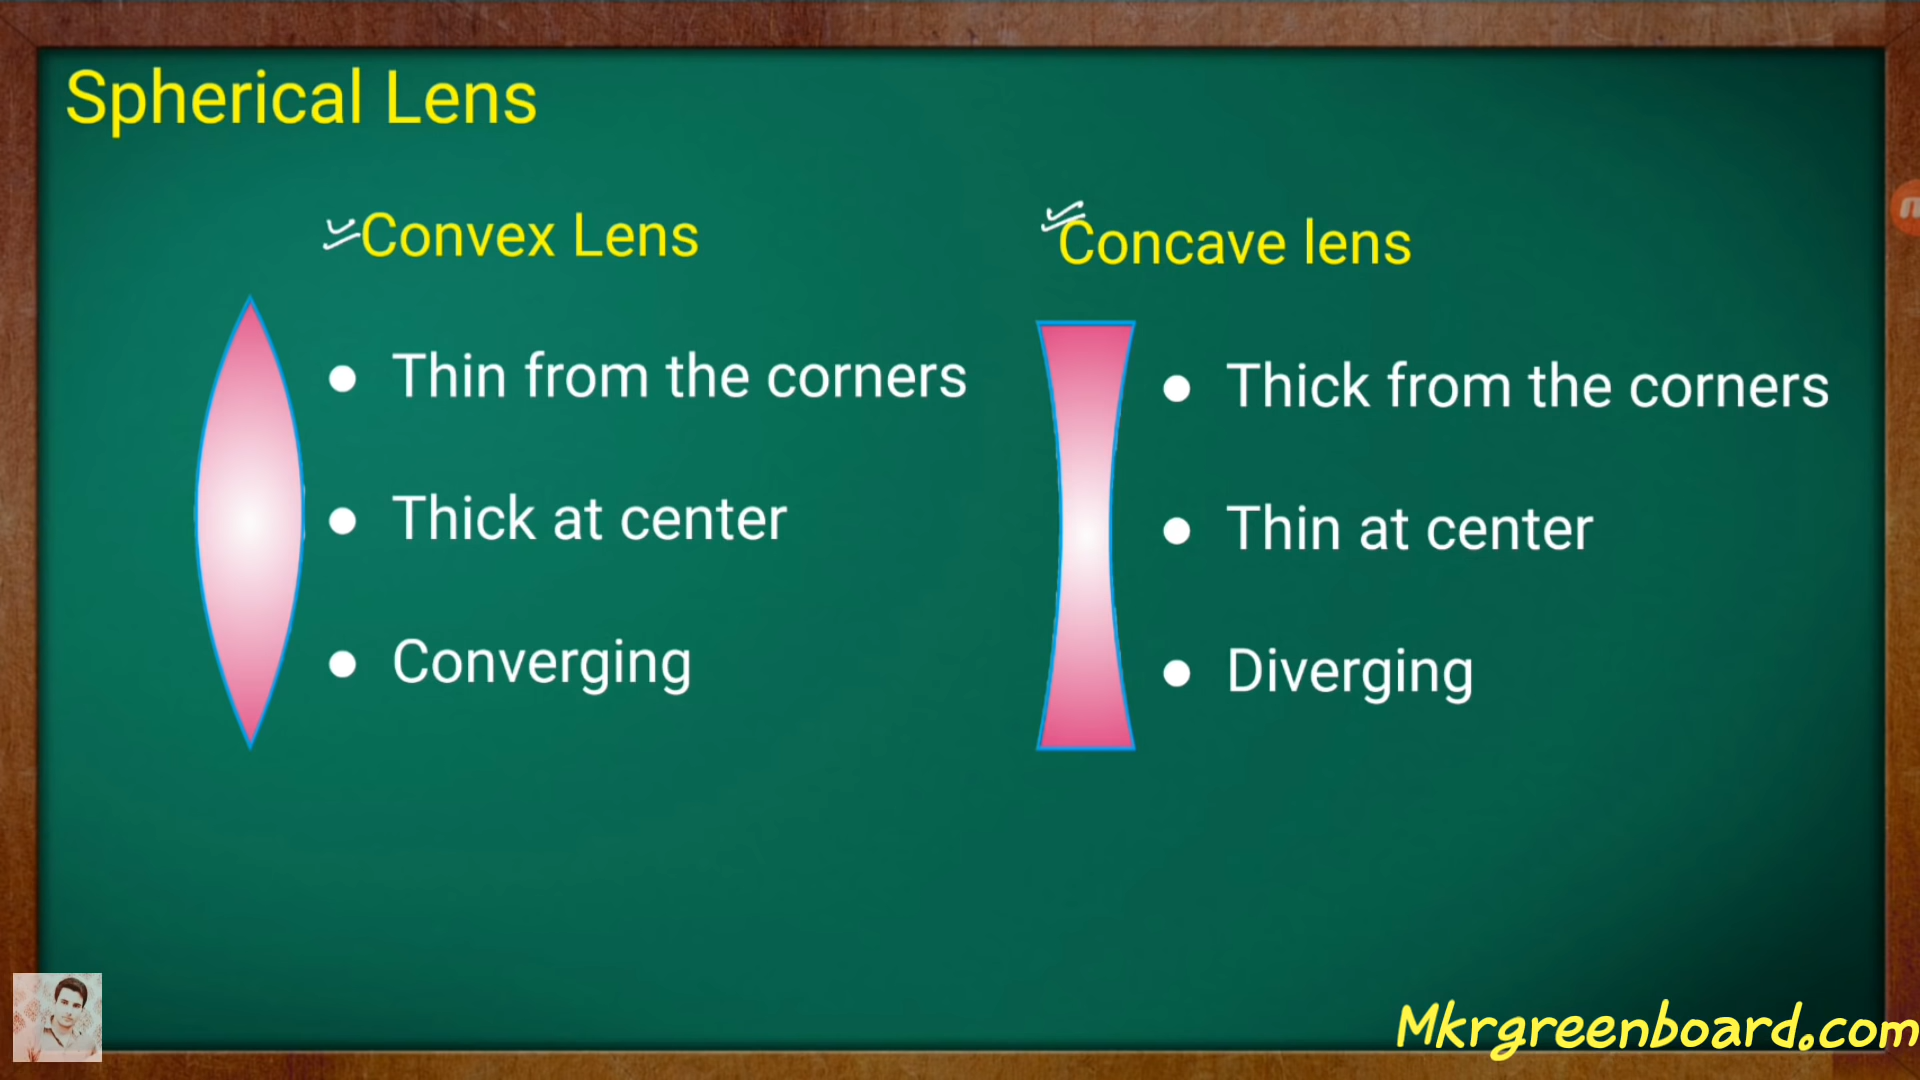 Spherical Lens
Convex Lens
● Thin from the corners
● Thick at center
● Converging
Concave lens
● Thick from the corners
● Thin at center
● Diverging
Mkrgreenboard.com